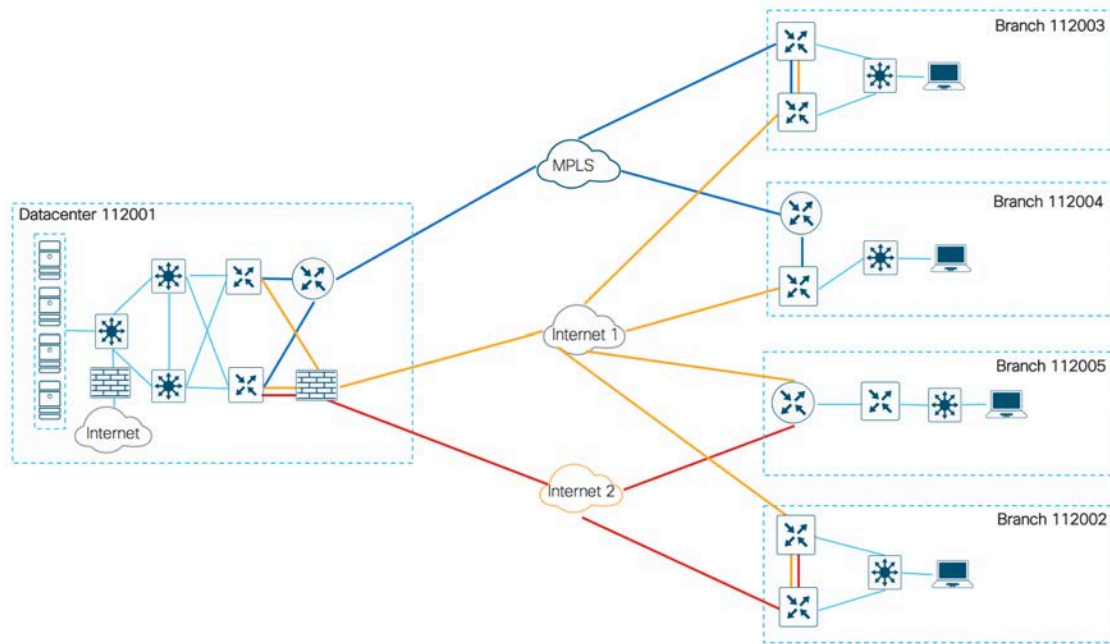 Branch 112003
MPLS
Branch 112004
Datacenter 112001
Internet 1
Branch 112005
Internet
Internet 2
Branch 112002